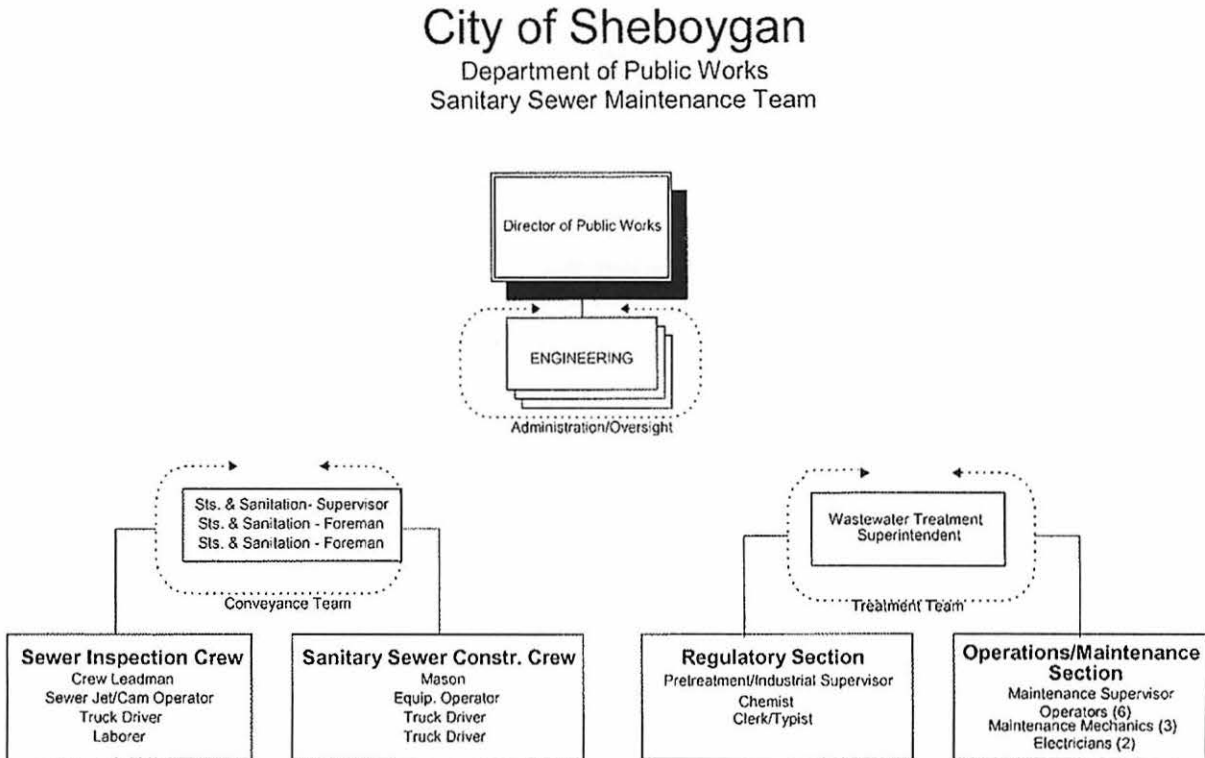 City of Sheboygan
Department of Public Works
Sanitary Sewer Maintenance Team
Director of Public Works
ENGINEERING
Administration/Oversight
Sts. & Sanitation- Supervisor
Sts. & Sanitation - Foreman
Sts. & Sanitation - Foreman
Conveyance Team
Wastewater Treatment
Superintendent
Treatment Team
Sewer Inspection Crew
Crew Leadman
Sewer Jet/Cam Operator
Truck Driver
Laborer
Sanitary Sewer Constr. Crew
Mason
Equip. Operator
Truck Driver
Truck Driver
Regulatory Section
Pretreatment/Industrial Supervisor
Chemist
Clerk/Typist
Operations/Maintenance
Section
Maintenance Supervisor
Operators (6)
Maintenance Mechanics (3)
Electricians (2)